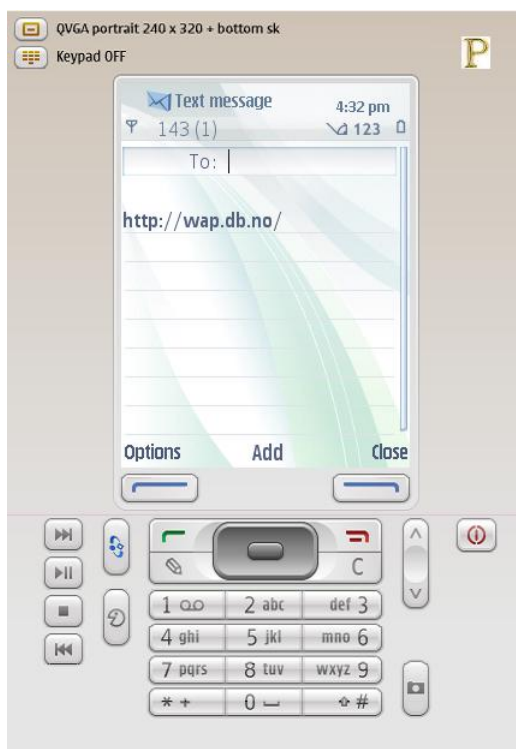 QVGA portrait 240 x 320 + bottom sk
Keypad OFF
P
Text message
4:32 pm
143 (1)
123
To:
http://wap.db.no/
Options Add Close
C
1 2 abc def 3
4 ghi 5 jkl mno 6
7 pqrs 8 tuv wxyz 9
* + 0 #